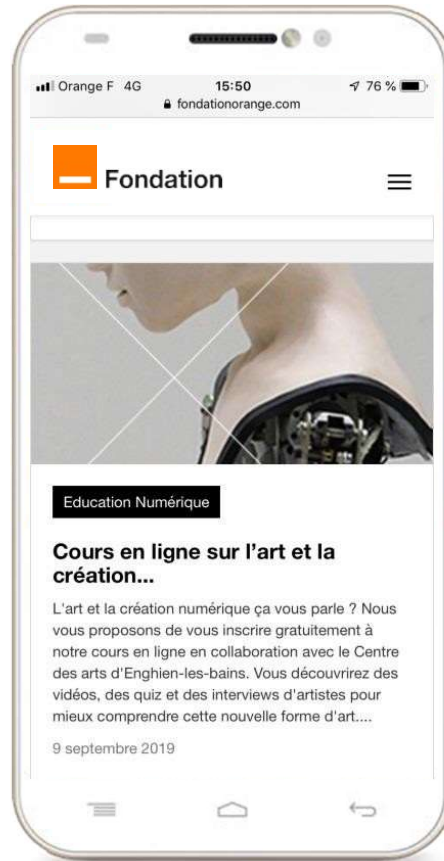 Orange F 4G 15:50 76 %
fondationorange.com
Fondation
Education Numérique
Cours en ligne sur l'art et la
création...
L'art et la création numérique ça vous parle ? Nous
vous proposons de vous inscrire gratuitement à
notre cours en ligne en collaboration avec le Centre
des arts d'Enghien-les-bains. Vous découvrirez des
vidéos, des quiz et des interviews d'artistes pour
mieux comprendre cette nouvelle forme d'art....
9 septembre 2019